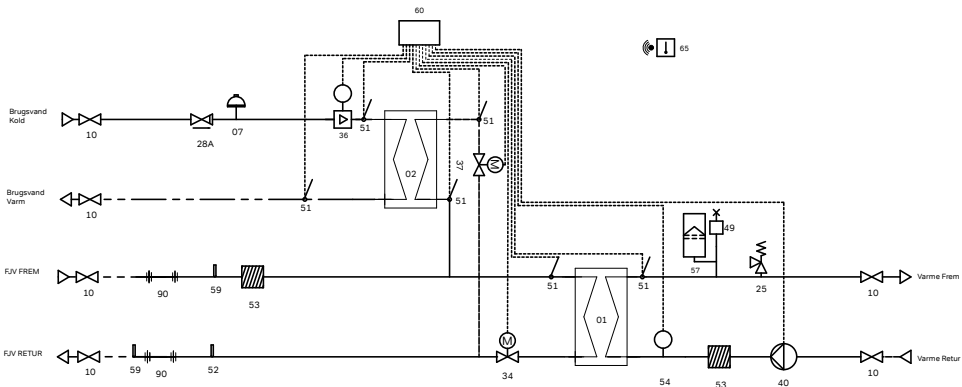 60
65
Brugsvand
Kold
10
28A
07
36
51
51
02
37
M
Brugsvand
Varm
10
51
51
49
57
FJV FREM
10
90
59
53
51
51
25
10
Varme Frem
01
M
FJV RETUR
10
59
90
52
34
54
53
40
10
Varme Retur